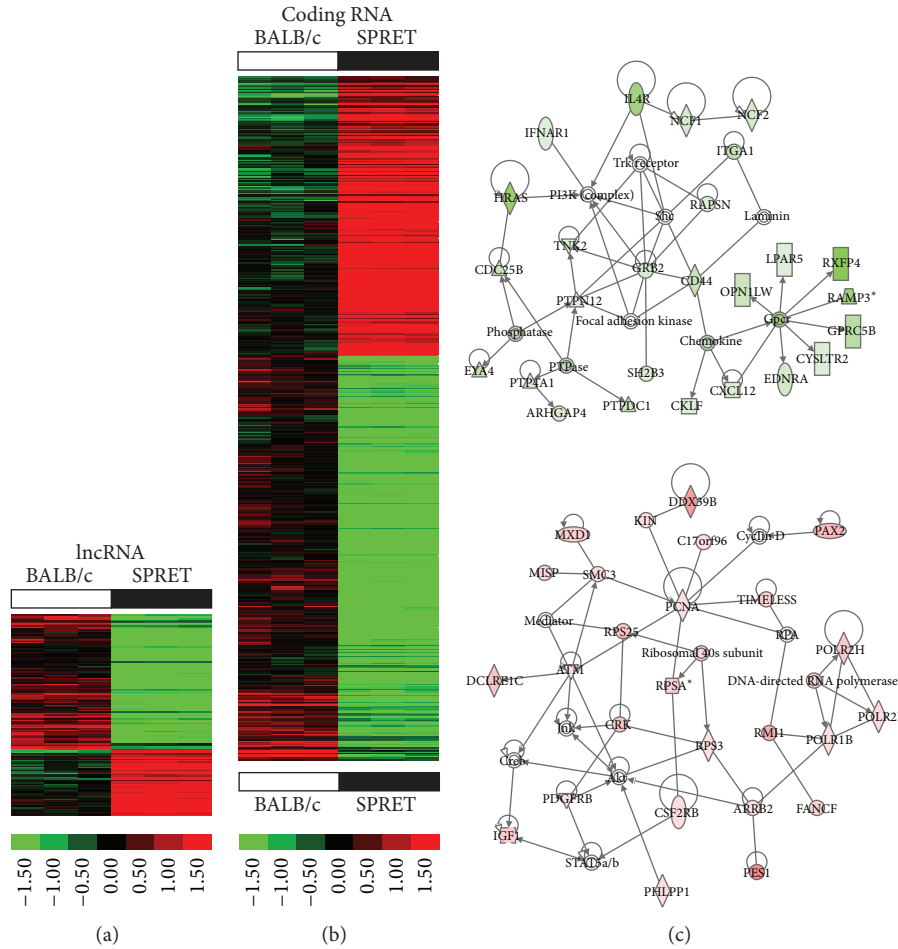 Coding RNA
BALB/c SPRET
BALB/c SPRET
−1.50 −1.00 −0.50 0.00 0.50 1.00 1.50
(b)
lncRNA
BALB/c SPRET
−1.50 −1.00 −0.50 0.00 0.50 1.00 1.50
(a)
IL4R
NCF1
NCF2
IFNAR1
ITGA1
Trk receptor
HRAS
PI3K (complex)
RAPSN
Shc
Laminin
TNK2
CDC25B
GRB2
CD44
LPAR5
RXFP4
OPN1LW
RAMP3*
PTPN12
Gpcr
Phosphatase
Focal adhesion kinase
Chemokine
GPRC5B
CYSLTR2
EYA4
PTPase
PTP4A1
SH2B3
CXCL12
EDNRA
ARHGAP4
PTPDC1
CKLF
KIN
MXD1
C17orf96
Cyclin D
PAX2
MISP
SMC3
PCNA
TIMELESS
Mediator
RPS25
RPA
POLR2H
Ribosomal 40s subunit
DCLRE1C
ATM
RPSA*
DNA-directed RNA polymerase
Jnk
CRK
RPS3
RMI1
POLR1B
Creb
Akt
PDGFRB
CSF2RB
ARRB2
FANCF
IGF1
STAT5a/b
PHLPP1
PES1
(c)